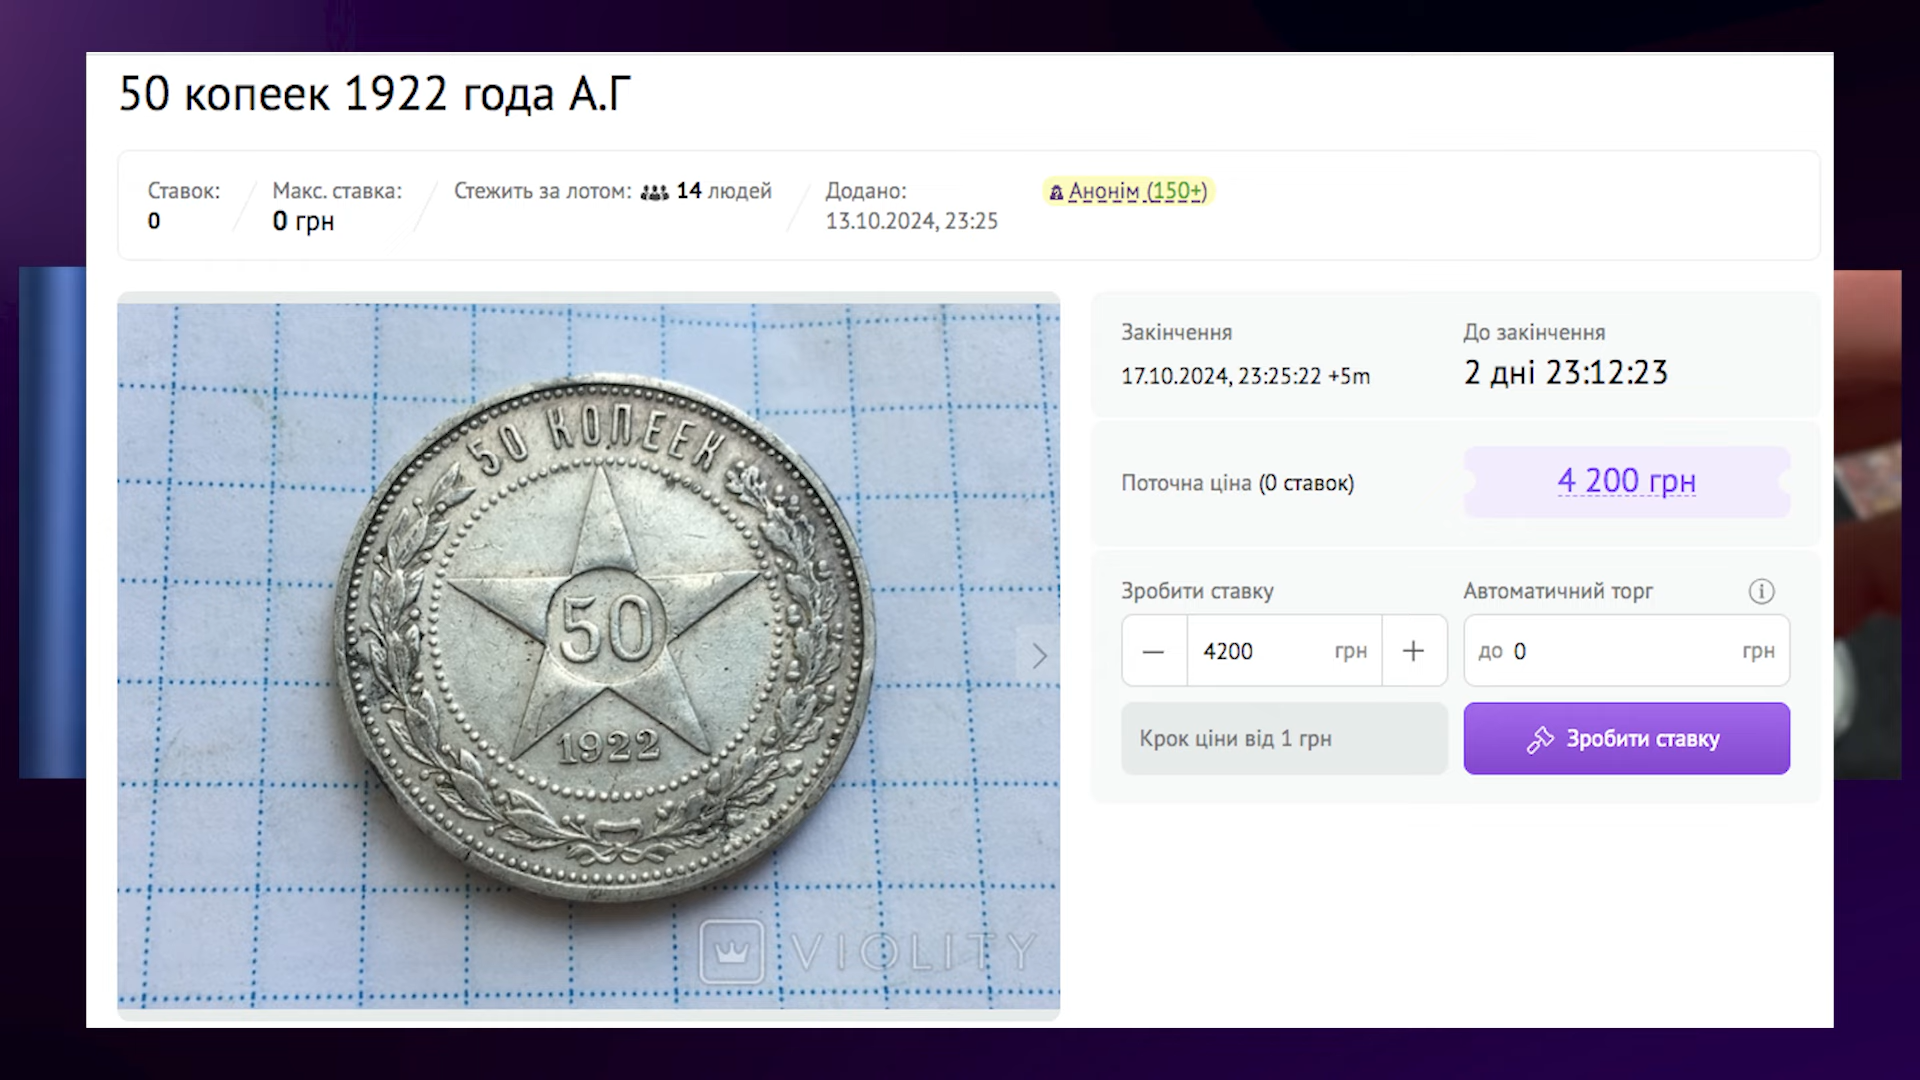 50 копеек 1922 года А.Г
Ставок:
0
Макс. ставка:
0 грн
Стежить за лотом: 14 людей
Додано:
13.10.2024, 23:25
Анонім (150+)
50 КОПЕЕК
50
1922
VIOLITY
Закінчення
17.10.2024, 23:25:22 +5m
До закінчення
2 дні 23:12:23
Поточна ціна (0 ставок)
4 200 грн
Зробити ставку
— 4200 грн +
Автоматичний торг
до 0 грн
Крок ціни від 1 грн
Зробити ставку